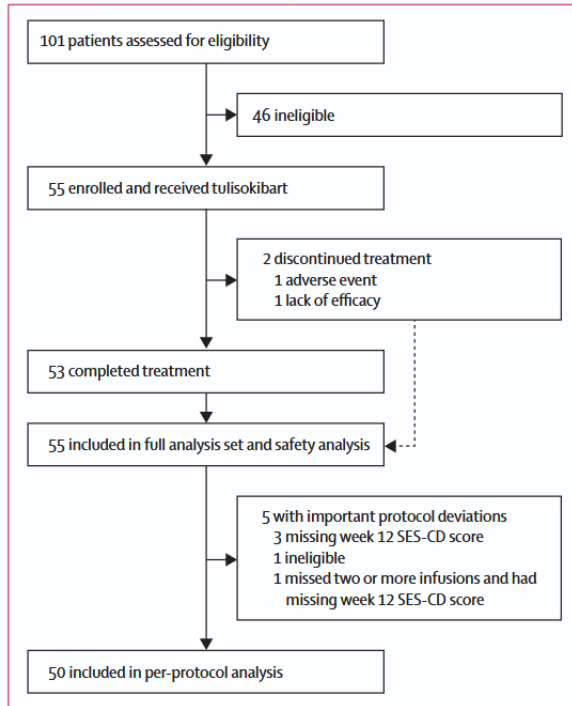 101 patients assessed for eligibility
46 ineligible
55 enrolled and received tulisokibart
2 discontinued treatment
1 adverse event
1 lack of efficacy
53 completed treatment
55 included in full analysis set and safety analysis
5 with important protocol deviations
3 missing week 12 SES-CD score
1 ineligible
1 missed two or more infusions and had
missing week 12 SES-CD score
50 included in per-protocol analysis